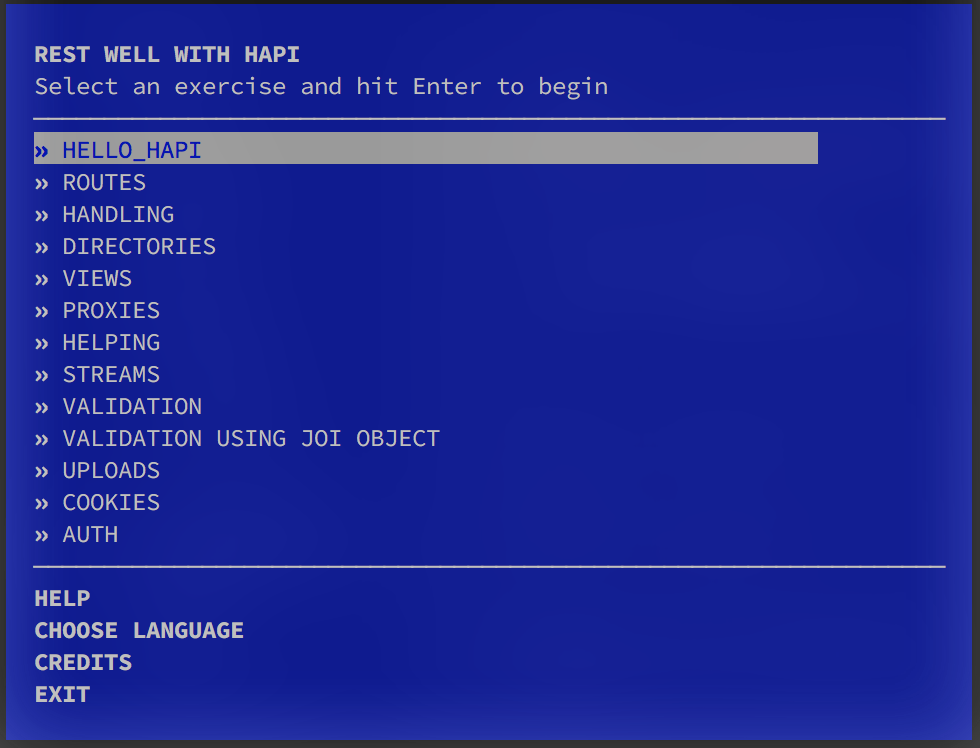 REST WELL WITH HAPI
Select an exercise and hit Enter to begin
» HELLO_HAPI
» ROUTES
» HANDLING
» DIRECTORIES
» VIEWS
» PROXIES
» HELPING
» STREAMS
» VALIDATION
» VALIDATION USING JOI OBJECT
» UPLOADS
» COOKIES
» AUTH
HELP
CHOOSE LANGUAGE
CREDITS
EXIT